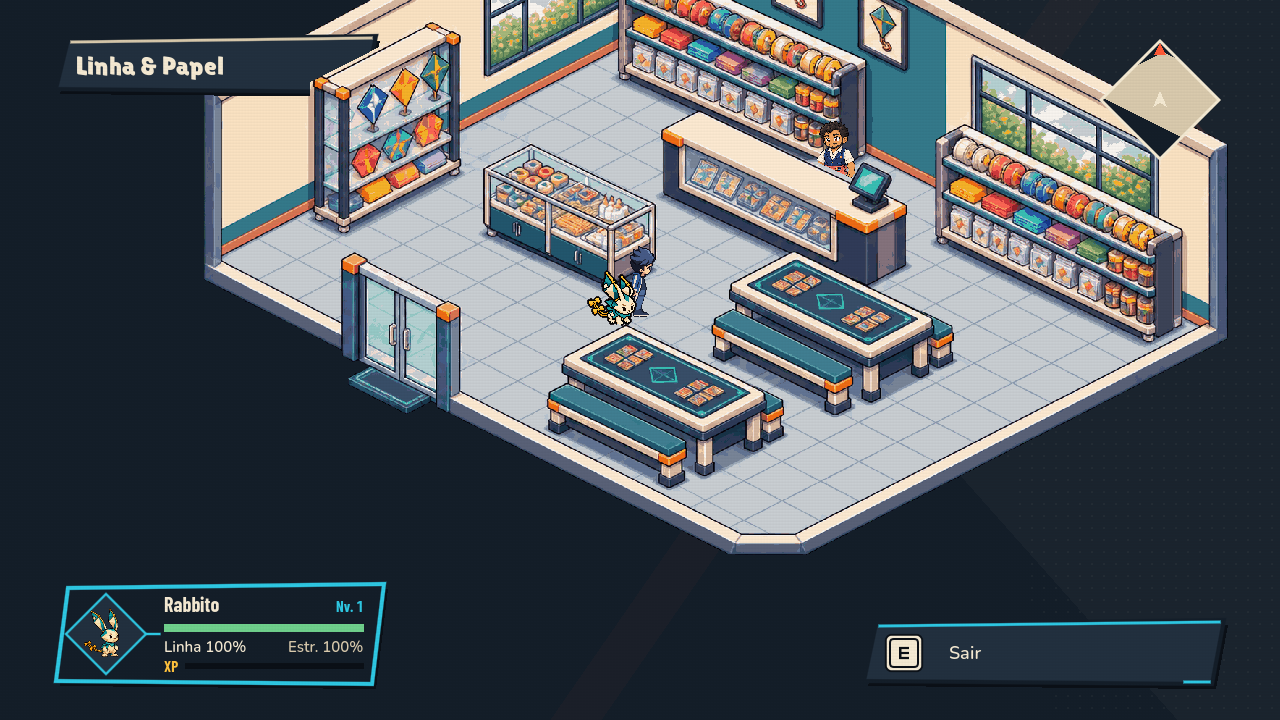 Linha & Papel
Rabbito
Nv. 1
Linha 100%
Estr. 100%
XP
E
Sair